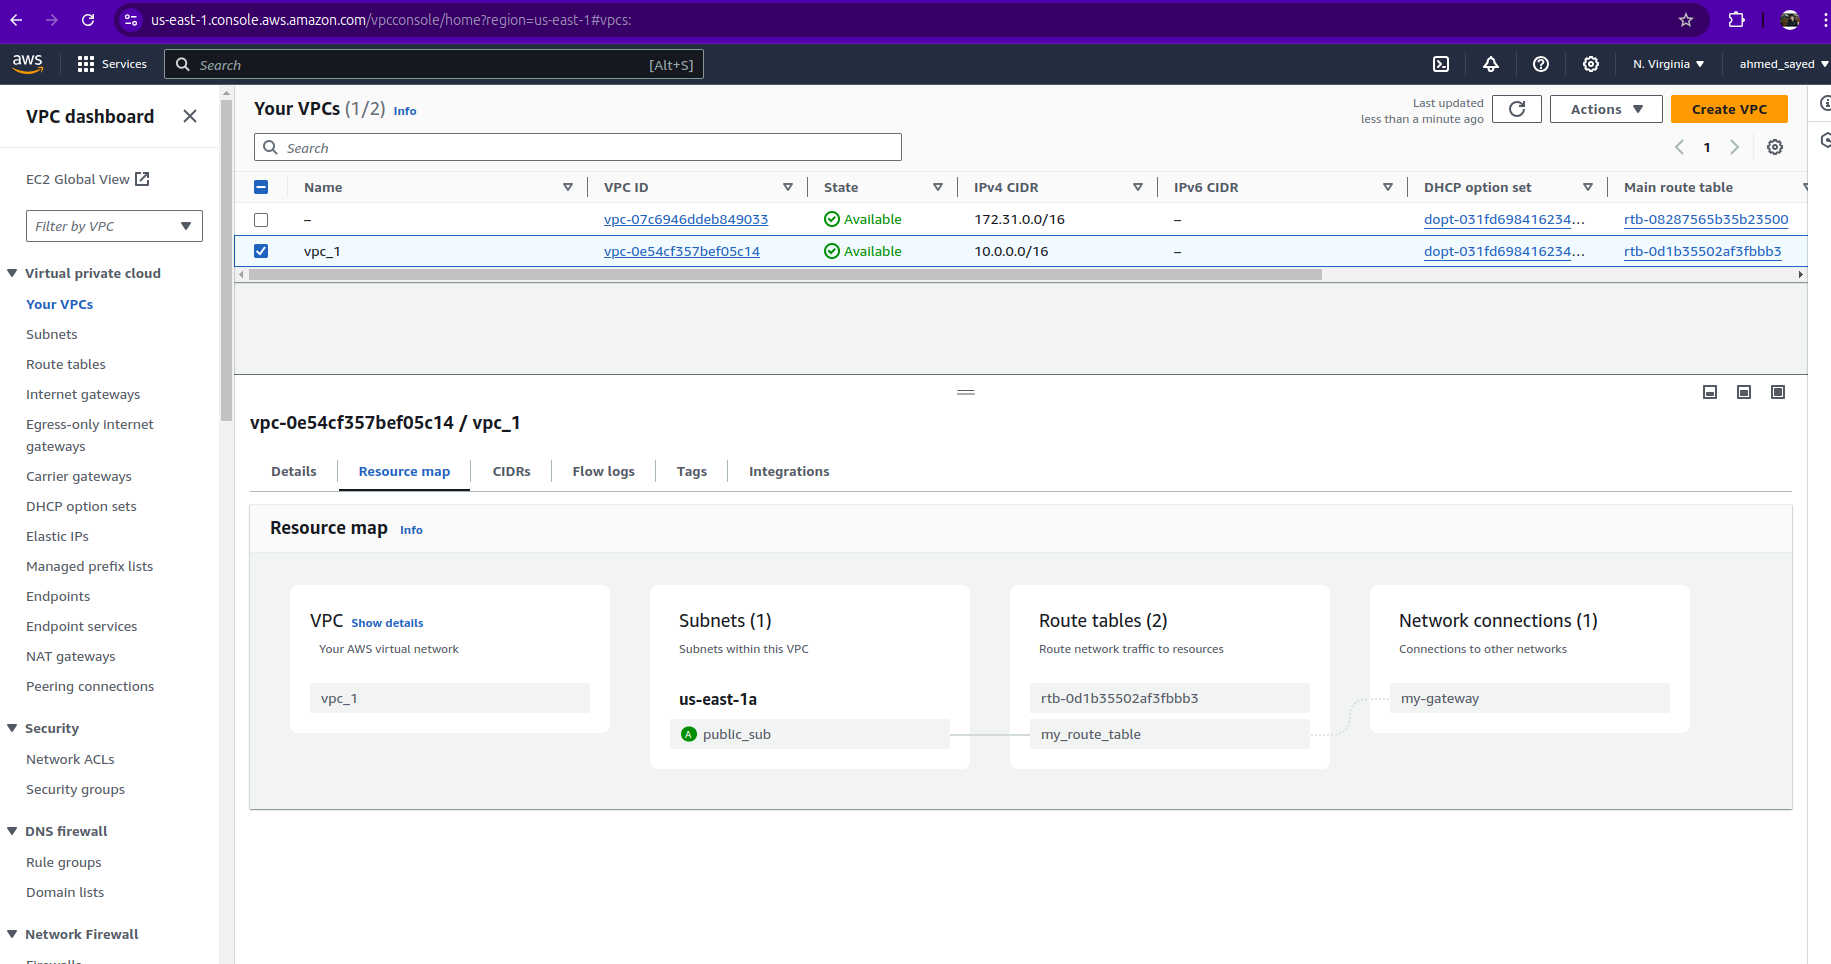 us-east-1.console.aws.amazon.com/vpcconsole/home?region=us-east-1#vpcs:
aws Services Search [Alt+S] N. Virginia ahmed_sayed
VPC dashboard
EC2 Global View
Filter by VPC
Virtual private cloud
Your VPCs
Subnets
Route tables
Internet gateways
Egress-only internet
gateways
Carrier gateways
DHCP option sets
Elastic IPs
Managed prefix lists
Endpoints
Endpoint services
NAT gateways
Peering connections
Security
Network ACLs
Security groups
DNS firewall
Rule groups
Domain lists
Network Firewall
Your VPCs (1/2) Info
Last updated
less than a minute ago
Actions
Create VPC
Search
1
Name VPC ID State IPv4 CIDR IPv6 CIDR DHCP option set Main route table
– vpc-07c6946ddeb849033 Available 172.31.0.0/16 – dopt-031fd698416234... rtb-08287565b35b23500
vpc_1 vpc-0e54cf357bef05c14 Available 10.0.0.0/16 – dopt-031fd698416234... rtb-0d1b35502af3fbbb3
vpc-0e54cf357bef05c14 / vpc_1
Details Resource map CIDRs Flow logs Tags Integrations
Resource map Info
VPC Show details
Your AWS virtual network
vpc_1
Subnets (1)
Subnets within this VPC
us-east-1a
A public_sub
Route tables (2)
Route network traffic to resources
rtb-0d1b35502af3fbbb3
my_route_table
Network connections (1)
Connections to other networks
my-gateway